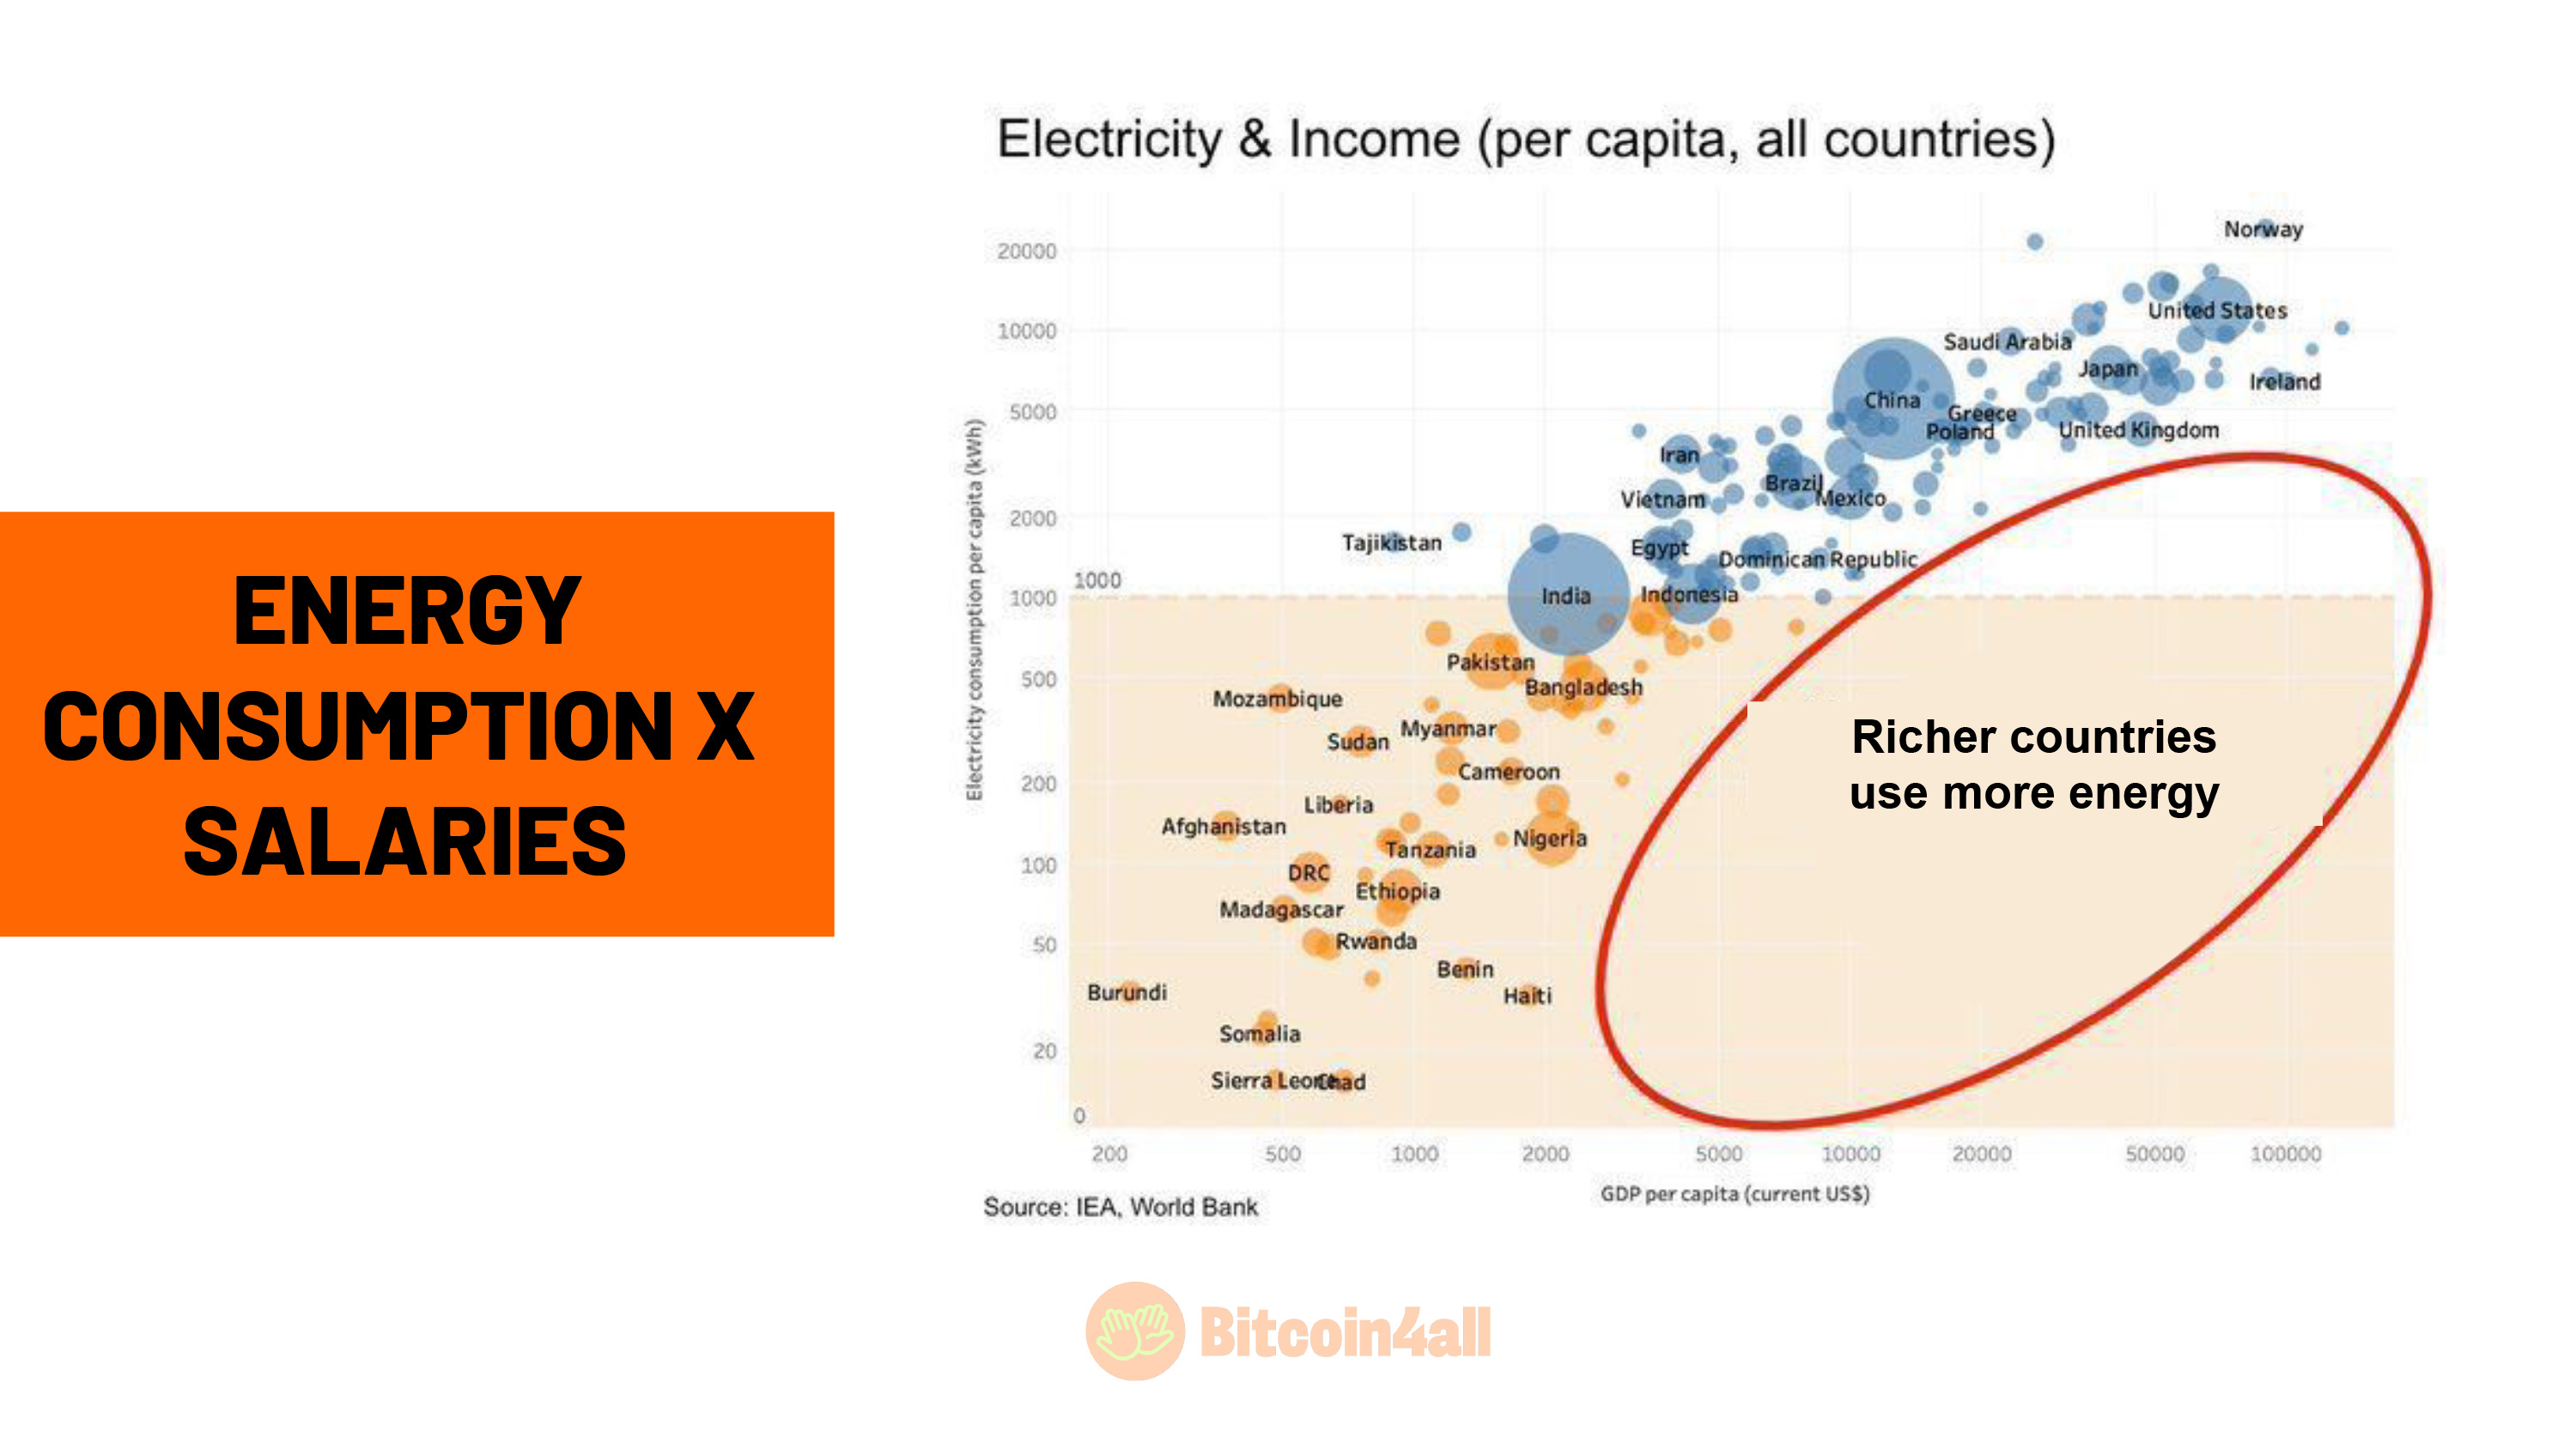 ENERGY
CONSUMPTION X
SALARIES
Electricity & Income (per capita, all countries)
Electricity consumption per capita (kWh)
20000
10000
5000
2000
1000
500
200
100
50
20
1000
0
Norway
United States
Saudi Arabia
Japan
Ireland
China
Greece
Poland
United Kingdom
Iran
Brazil
Vietnam
Mexico
Tajikistan
Egypt
Dominican Republic
India
Indonesia
Pakistan
Bangladesh
Mozambique
Myanmar
Sudan
Cameroon
Liberia
Afghanistan
Nigeria
Tanzania
DRC
Ethiopia
Madagascar
Rwanda
Benin
Burundi
Haiti
Somalia
Sierra Leone
Chad
Richer countries
use more energy
200 500 1000 2000 5000 10000 20000 50000 100000
GDP per capita (current US$)
Source: IEA, World Bank
Bitcoin4all